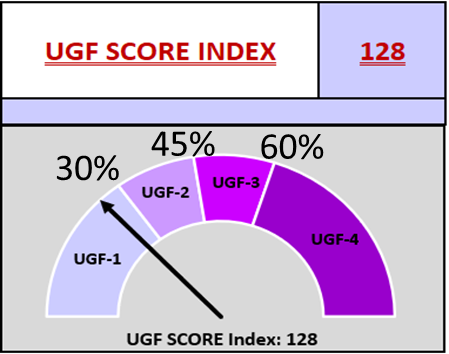 UGF SCORE INDEX 128
45% 60%
30%
UGF-2 UGF-3
UGF-4
UGF-1
UGF SCORE Index: 128